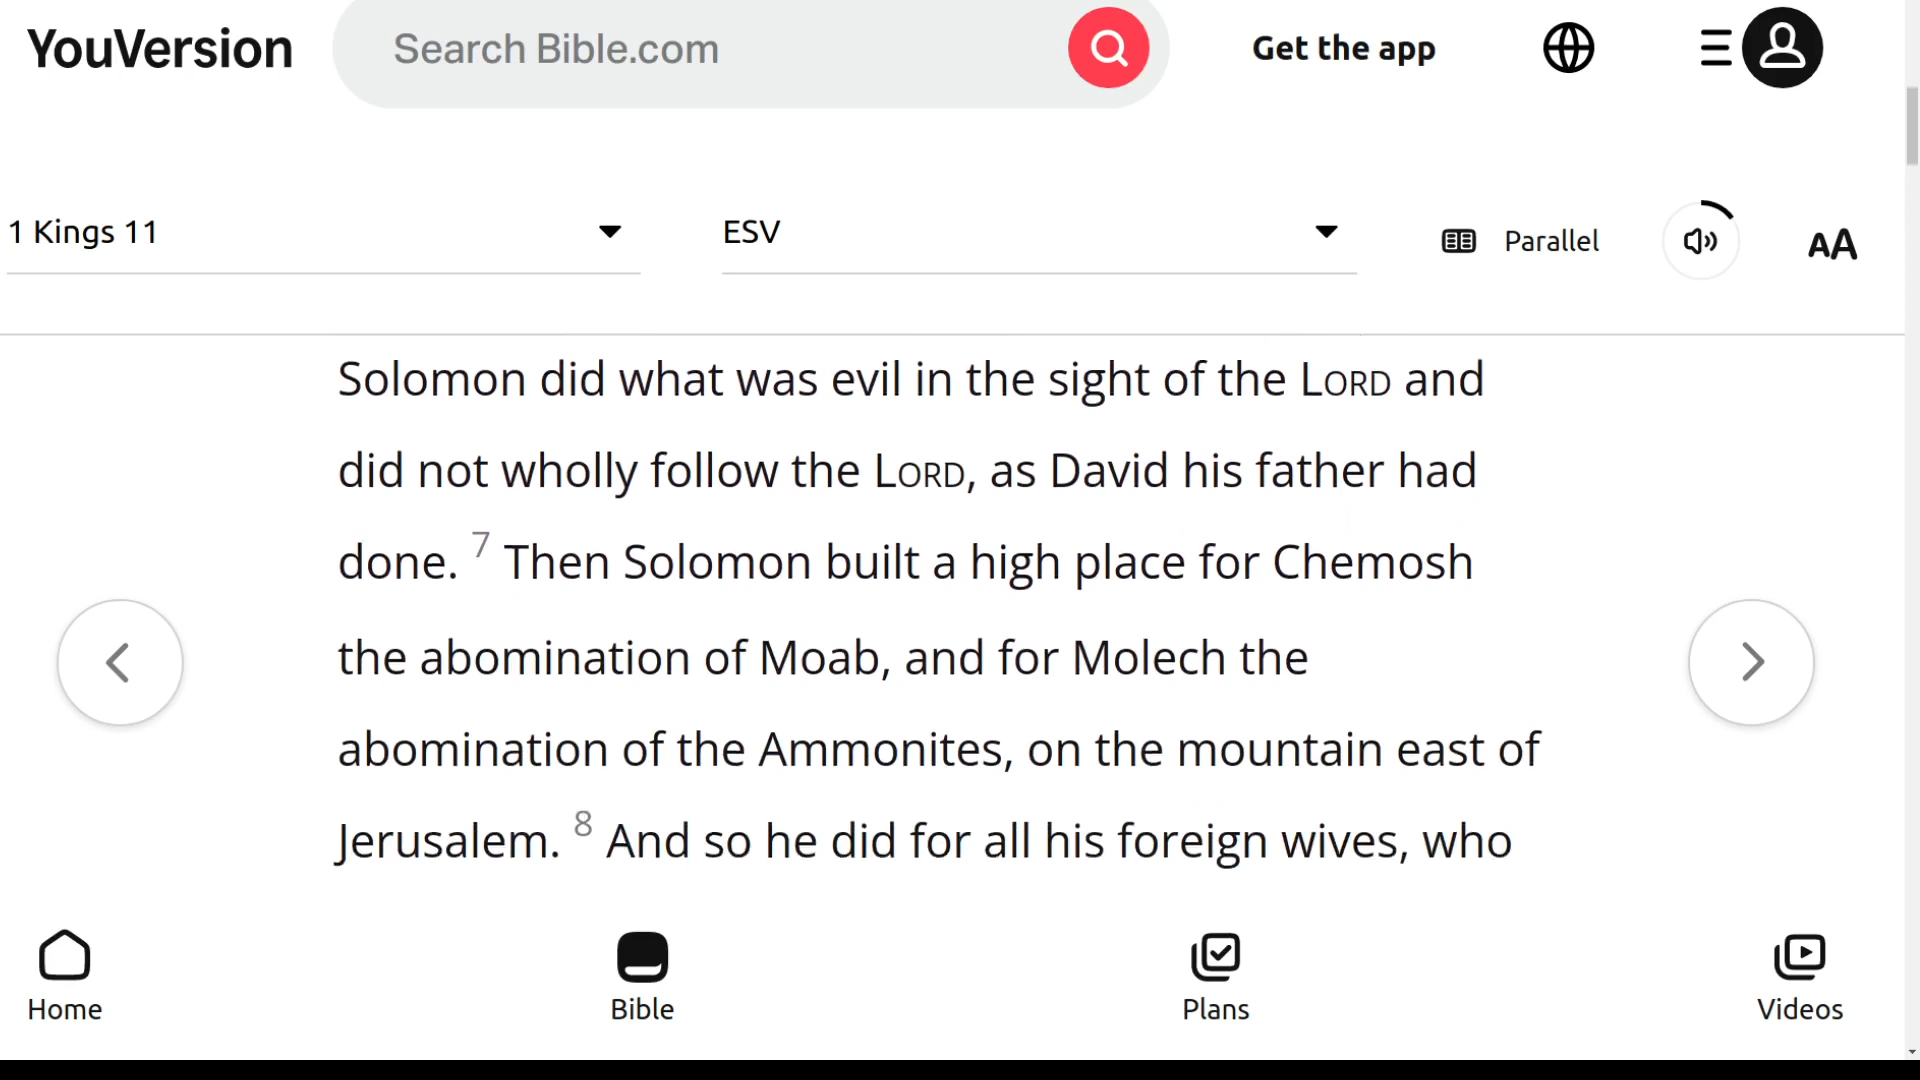 YouVersion
Search Bible.com
Get the app
1 Kings 11
ESV
Parallel
AA
Solomon did what was evil in the sight of the LORD and
did not wholly follow the LORD, as David his father had
done. 7 Then Solomon built a high place for Chemosh
the abomination of Moab, and for Molech the
abomination of the Ammonites, on the mountain east of
Jerusalem. 8 And so he did for all his foreign wives, who
Home
Bible
Plans
Videos